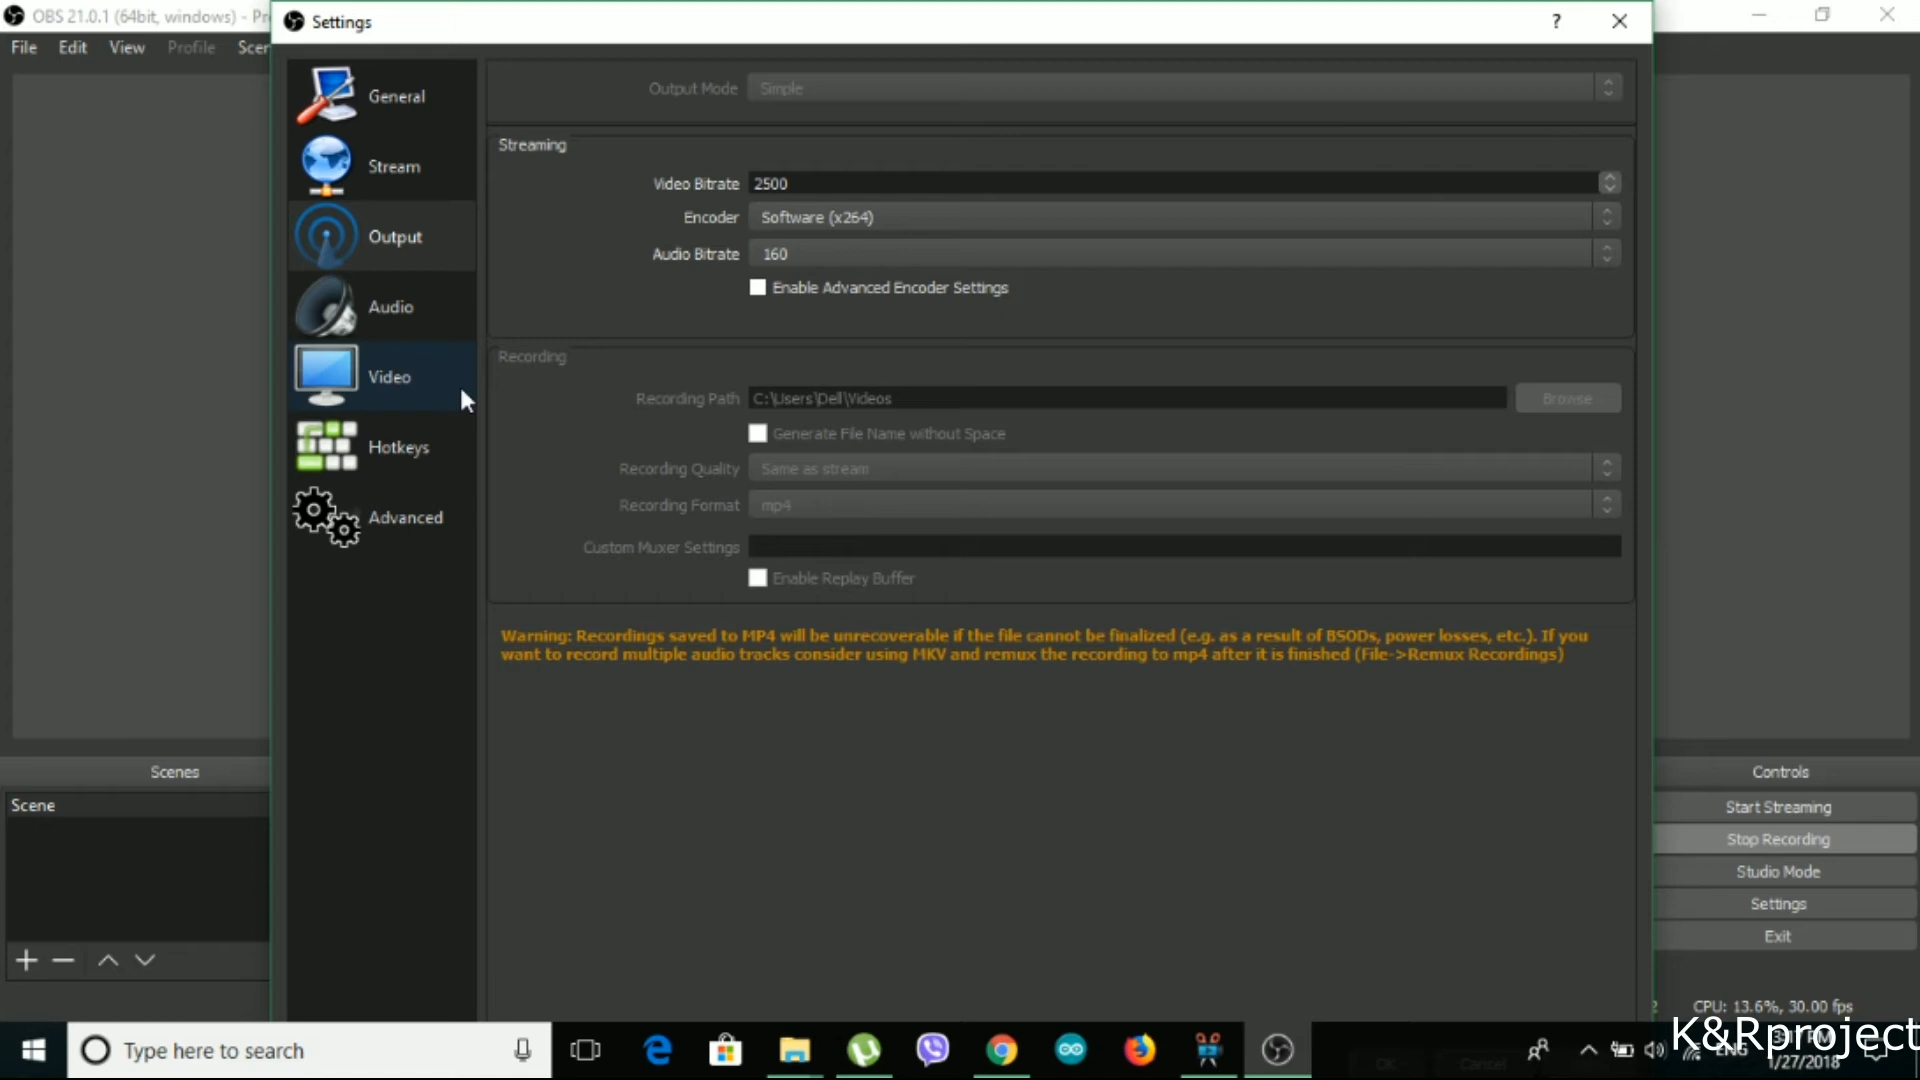 OBS 21.0.1 (64bit, windows) - Pr
Settings
?
File Edit View Profile Scen
General
Stream
Output
Audio
Video
Hotkeys
Advanced
Output Mode Simple
Streaming
Video Bitrate 2500
Encoder Software (x264)
Audio Bitrate 160
Enable Advanced Encoder Settings
Recording
Recording Path C:\Users\Dell\Videos Browse
Generate File Name without Space
Recording Quality Same as stream
Recording Format mp4
Custom Muxer Settings
Enable Replay Buffer
Warning: Recordings saved to MP4 will be unrecoverable if the file cannot be finalized (e.g. as a result of BSODs, power losses, etc.). If you
want to record multiple audio tracks consider using MKV and remux the recording to mp4 after it is finished (File->Remux Recordings)
Scenes
Scene
Controls
Start Streaming
Stop Recording
Studio Mode
Settings
Exit
CPU: 13.6%, 30.00 fps
OK Cancel
Type here to search
ENG
1/27/2018
K&Rproject